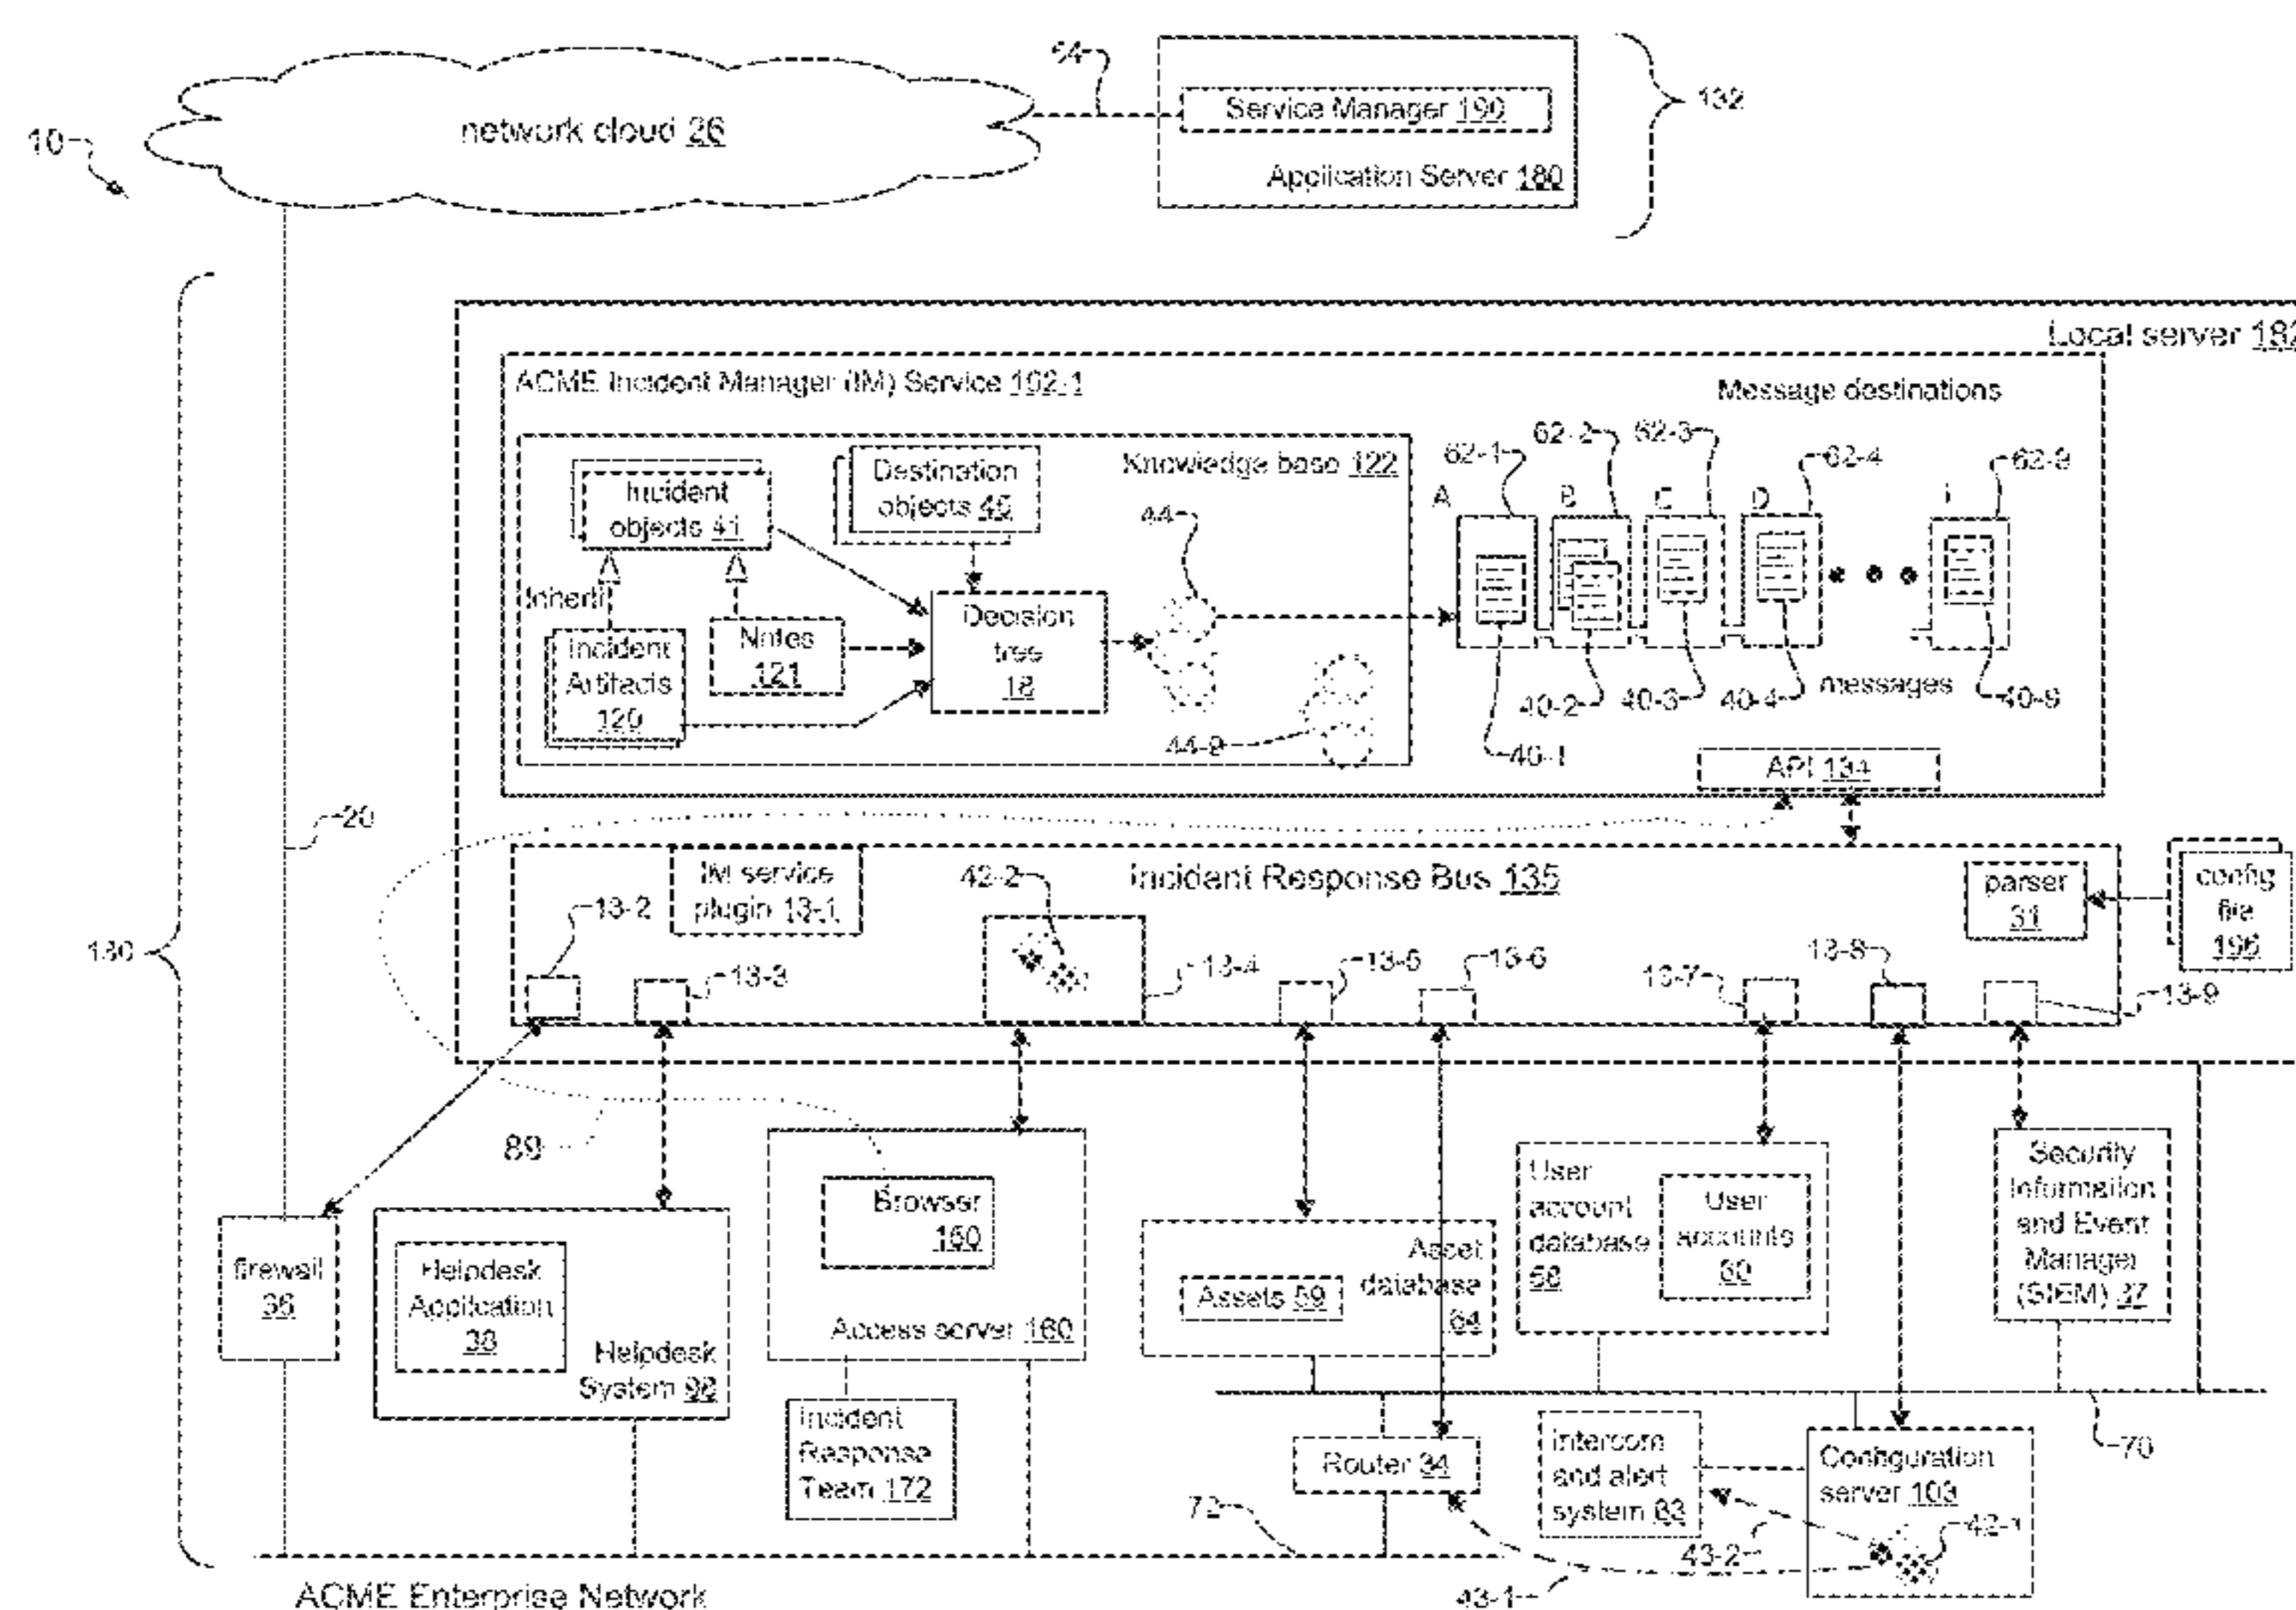 10
network cloud 26
54
Service Manager 190
Application Server 180
132
Local server 182
ACME Incident Manager (IM) Service 102-1
Message destinations
Incident
objects 41
Destination
objects 45
Knowledge base 122
44
62-1
62-2
62-3
62-4
62-9
A
B
C
D
I
Inherit
Incident
Artifacts
120
Notes
121
Decision
tree
18
44-9
40-1
40-2
40-3
40-4
messages
40-9
API 134
20
IM service
plugin 13-1
42-2
Incident Response Bus 135
parser
31
config
file
196
13-2
13-3
13-4
13-5
13-6
13-7
13-8
13-9
130
88
firewall
36
Helpdesk
Application
38
Helpdesk
System 98
Browser
150
Access server 160
Incident
Response
Team 172
Asset
database
64
Assets 59
User
account
database
58
User
accounts
60
Security
Information
and Event
Manager
(SIEM) 37
Router 34
Intercom
and alert
system 83
Configuration
server 103
42-1
70
72
43-2
43-1
ACME Enterprise Network